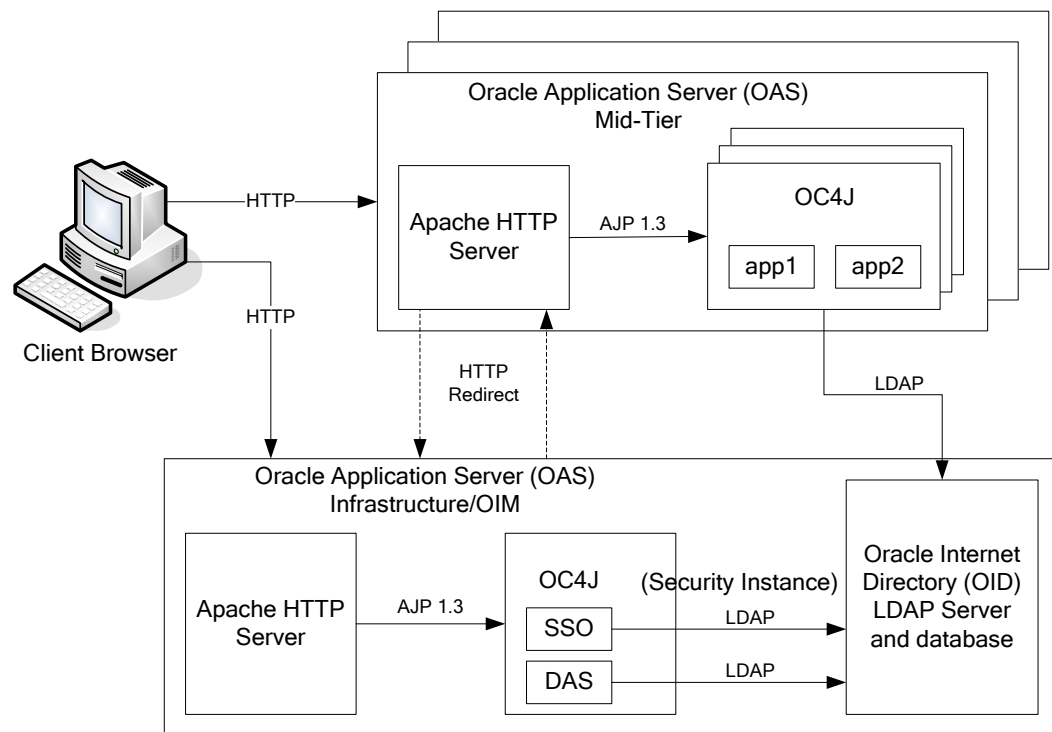 Oracle Application Server (OAS)
Mid-Tier
OC4J
HTTP
Apache HTTP
Server
AJP 1.3
app1
app2
HTTP
Client Browser
HTTP
Redirect
LDAP
Oracle Application Server (OAS)
Infrastructure/OIM
Apache HTTP
Server
AJP 1.3
OC4J
(Security Instance)
SSO
LDAP
DAS
LDAP
Oracle Internet
Directory (OID)
LDAP Server
and database